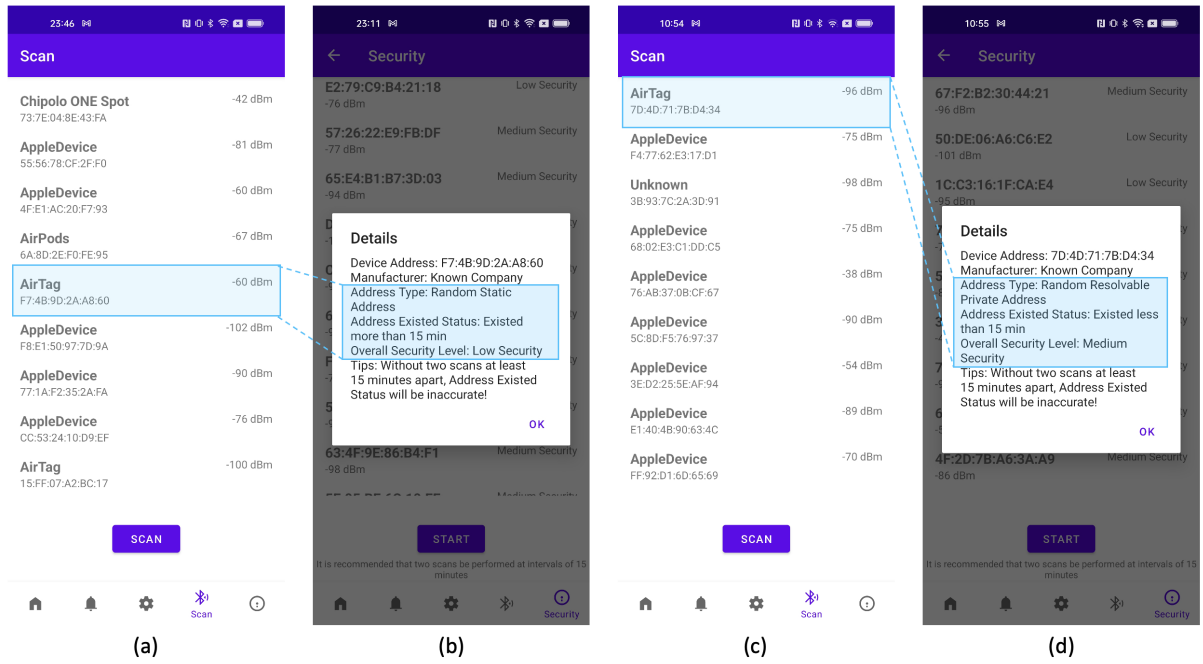 23:46
Scan
Chipolo ONE Spot -42 dBm
73:7E:04:8E:43:FA
AppleDevice -81 dBm
55:56:78:CF:2F:F0
AppleDevice -60 dBm
4F:E1:AC:20:F7:93
AirPods -67 dBm
6A:8D:2E:F0:FE:95
AirTag -60 dBm
F7:4B:9D:2A:A8:60
AppleDevice -102 dBm
F8:E1:50:97:7D:9A
AppleDevice -90 dBm
77:1A:F2:35:2A:FA
AppleDevice -76 dBm
CC:53:24:10:D9:EF
AirTag -100 dBm
15:FF:07:A2:BC:17
SCAN
Scan
(a)
23:11
Security
E2:79:C9:B4:21:18 Low Security
-76 dBm
57:26:22:E9:FB:DF Medium Security
-77 dBm
65:E4:B1:B7:3D:03 Medium Security
-94 dBm
Details
Device Address: F7:4B:9D:2A:A8:60
Manufacturer: Known Company
Address Type: Random Static
Address
Address Existed Status: Existed
more than 15 min
Overall Security Level: Low Security
Tips: Without two scans at least
15 minutes apart, Address Existed
Status will be inaccurate!
OK
63:4F:9E:86:B4:F1 Medium Security
-98 dBm
START
It is recommended that two scans be performed at intervals of 15
minutes
Security
(b)
10:54
Scan
AirTag -96 dBm
7D:4D:71:7B:D4:34
AppleDevice -75 dBm
F4:77:62:E3:17:D1
Unknown -98 dBm
3B:93:7C:2A:3D:91
AppleDevice -75 dBm
68:02:E3:C1:DD:C5
AppleDevice -38 dBm
76:AB:37:0B:CF:67
AppleDevice -90 dBm
5C:8D:F5:76:97:37
AppleDevice -54 dBm
3E:D2:25:5E:AF:94
AppleDevice -89 dBm
E1:40:4B:90:63:4C
AppleDevice -70 dBm
FF:92:D1:6D:65:69
SCAN
Scan
(c)
10:55
Security
67:F2:B2:30:44:21 Medium Security
-96 dBm
50:DE:06:A6:C6:E2 Low Security
-101 dBm
1C:C3:16:1F:CA:E4 Low Security
-95 dBm
Details
Device Address: 7D:4D:71:7B:D4:34
Manufacturer: Known Company
Address Type: Random Resolvable
Private Address
Address Existed Status: Existed less
than 15 min
Overall Security Level: Medium
Security
Tips: Without two scans at least
15 minutes apart, Address Existed
Status will be inaccurate!
OK
4F:2D:7B:A6:3A:A9 Medium Security
-86 dBm
START
It is recommended that two scans be performed at intervals of 15
minutes
Security
(d)